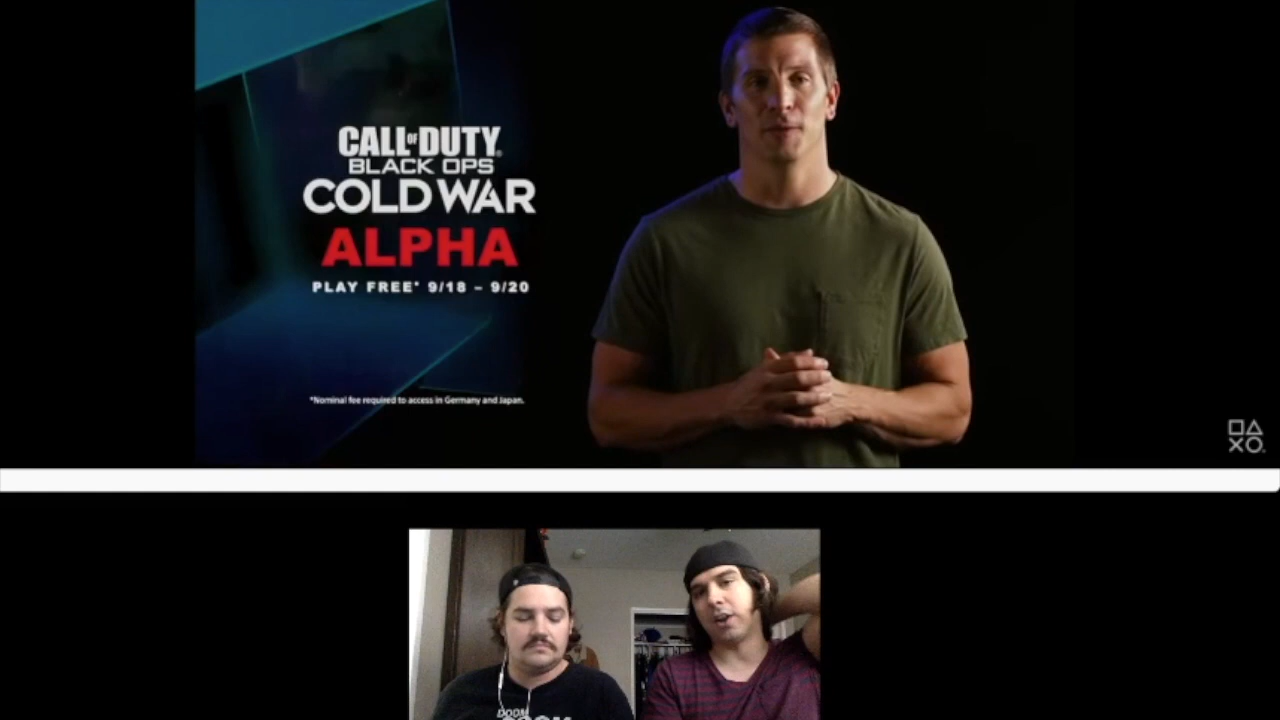 CALL OF DUTY
BLACK OPS
COLD WAR
ALPHA
PLAY FREE* 9/18 – 9/20
*Nominal fee required to access in Germany and Japan.
DOOM